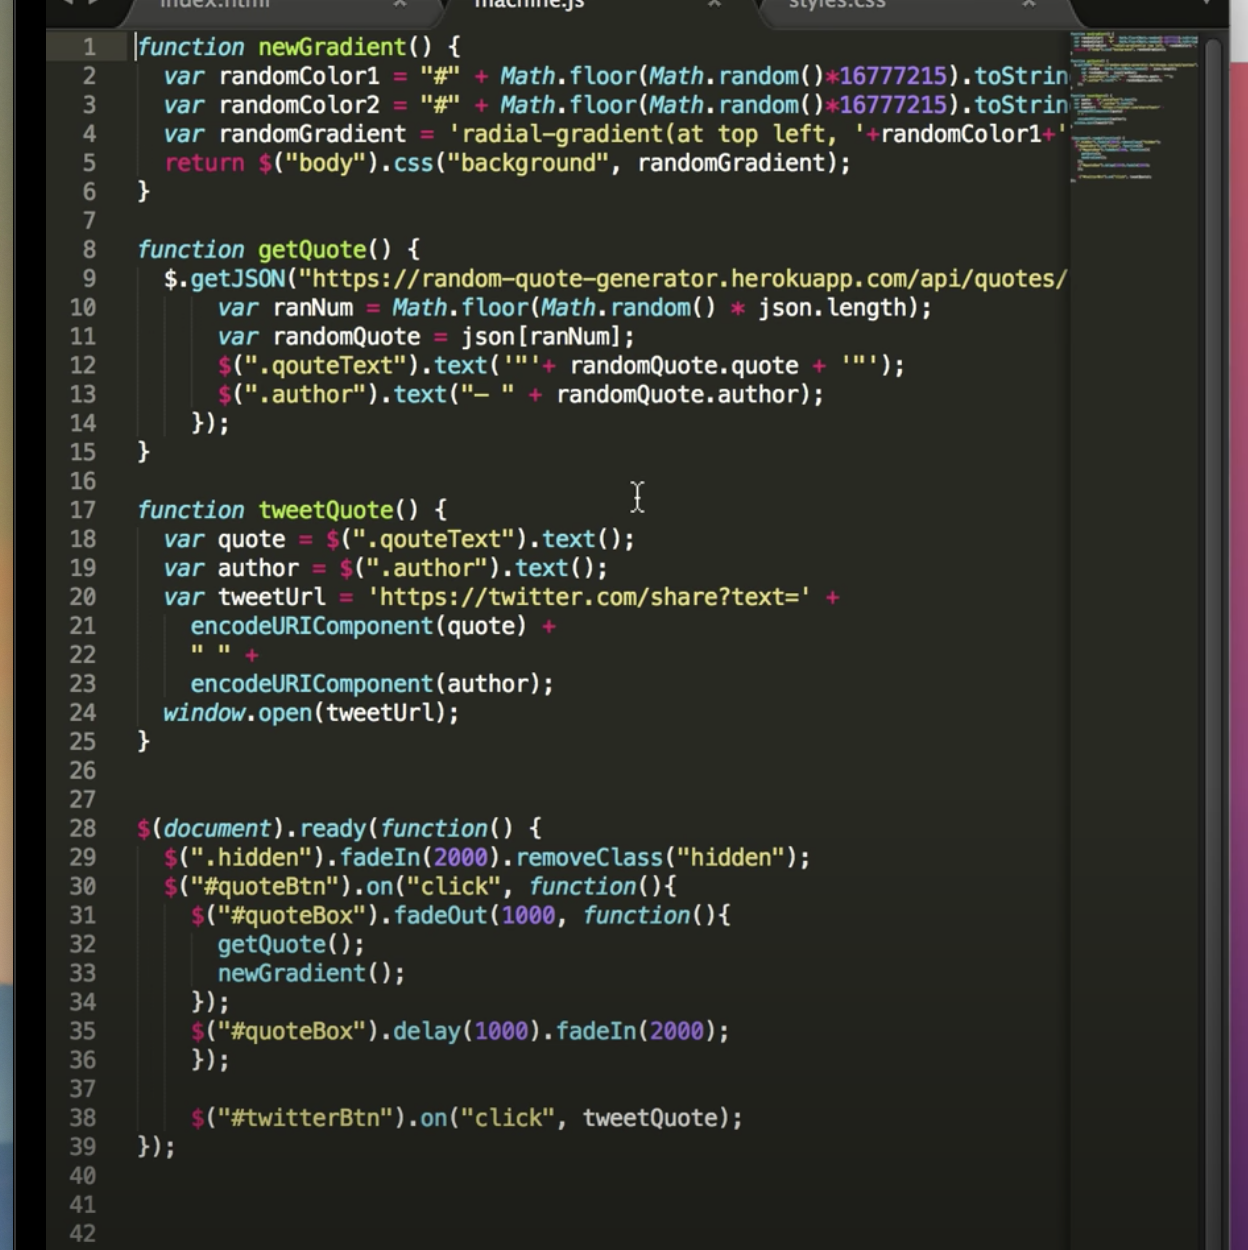 index.html × machine.js × styles.css ×
1 function newGradient() {
2 var randomColor1 = "#" + Math.floor(Math.random()*16777215).toStrin
3 var randomColor2 = "#" + Math.floor(Math.random()*16777215).toStrin
4 var randomGradient = 'radial-gradient(at top left, '+randomColor1+'
5 return $("body").css("background", randomGradient);
6 }
7
8 function getQuote() {
9 $.getJSON("https://random-quote-generator.herokuapp.com/api/quotes/
10 var ranNum = Math.floor(Math.random() * json.length);
11 var randomQuote = json[ranNum];
12 $(".qouteText").text('"'+ randomQuote.quote + '"');
13 $(".author").text("– " + randomQuote.author);
14 });
15 }
16
17 function tweetQuote() {
18 var quote = $(".qouteText").text();
19 var author = $(".author").text();
20 var tweetUrl = 'https://twitter.com/share?text=' +
21 encodeURIComponent(quote) +
22 " " +
23 encodeURIComponent(author);
24 window.open(tweetUrl);
25 }
26
27
28 $(document).ready(function() {
29 $(".hidden").fadeIn(2000).removeClass("hidden");
30 $("#quoteBtn").on("click", function(){
31 $("#quoteBox").fadeOut(1000, function(){
32 getQuote();
33 newGradient();
34 });
35 $("#quoteBox").delay(1000).fadeIn(2000);
36 });
37
38 $("#twitterBtn").on("click", tweetQuote);
39 });
40
41
42